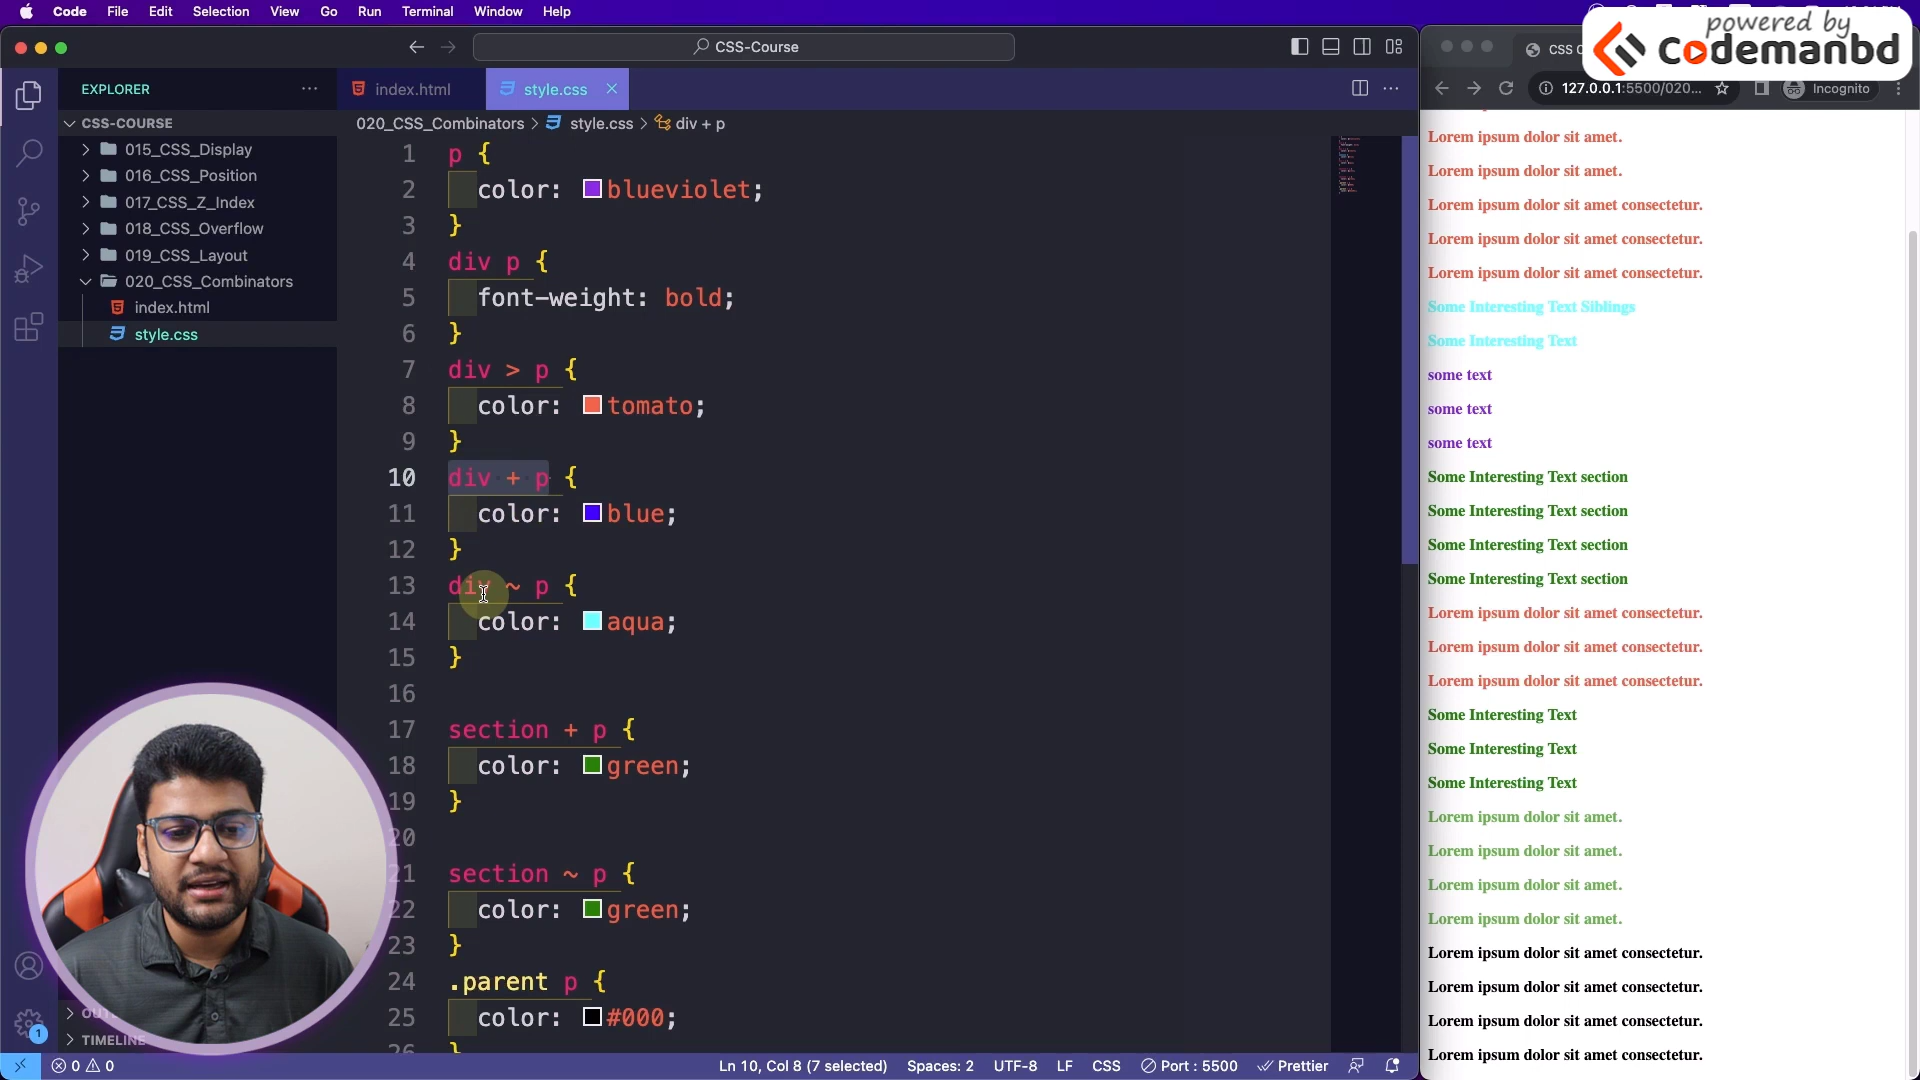 Code File Edit Selection View Go Run Terminal Window Help
powered by
Codemanbd
CSS-Course
CSS C
127.0.0.1:5500/020... Incognito
EXPLORER
index.html
style.css
CSS-COURSE
015_CSS_Display
016_CSS_Position
017_CSS_Z_Index
018_CSS_Overflow
019_CSS_Layout
020_CSS_Combinators
index.html
style.css
TIMELINE
020_CSS_Combinators > style.css > div + p
1 p {
2 color: blueviolet;
3 }
4 div p {
5 font-weight: bold;
6 }
7 div > p {
8 color: tomato;
9 }
10 div + p {
11 color: blue;
12 }
13 div ~ p {
14 color: aqua;
15 }
16
17 section + p {
18 color: green;
19 }
20
21 section ~ p {
22 color: green;
23 }
24 .parent p {
25 color: #000;
26 }
Lorem ipsum dolor sit amet.
Lorem ipsum dolor sit amet.
Lorem ipsum dolor sit amet consectetur.
Lorem ipsum dolor sit amet consectetur.
Lorem ipsum dolor sit amet consectetur.
Some Interesting Text Siblings
Some Interesting Text
some text
some text
some text
Some Interesting Text section
Some Interesting Text section
Some Interesting Text section
Some Interesting Text section
Lorem ipsum dolor sit amet consectetur.
Lorem ipsum dolor sit amet consectetur.
Lorem ipsum dolor sit amet consectetur.
Some Interesting Text
Some Interesting Text
Some Interesting Text
Lorem ipsum dolor sit amet.
Lorem ipsum dolor sit amet.
Lorem ipsum dolor sit amet.
Lorem ipsum dolor sit amet.
Lorem ipsum dolor sit amet consectetur.
Lorem ipsum dolor sit amet consectetur.
Lorem ipsum dolor sit amet consectetur.
Lorem ipsum dolor sit amet consectetur.
1
0 0 Ln 10, Col 8 (7 selected) Spaces: 2 UTF-8 LF CSS Port : 5500 Prettier